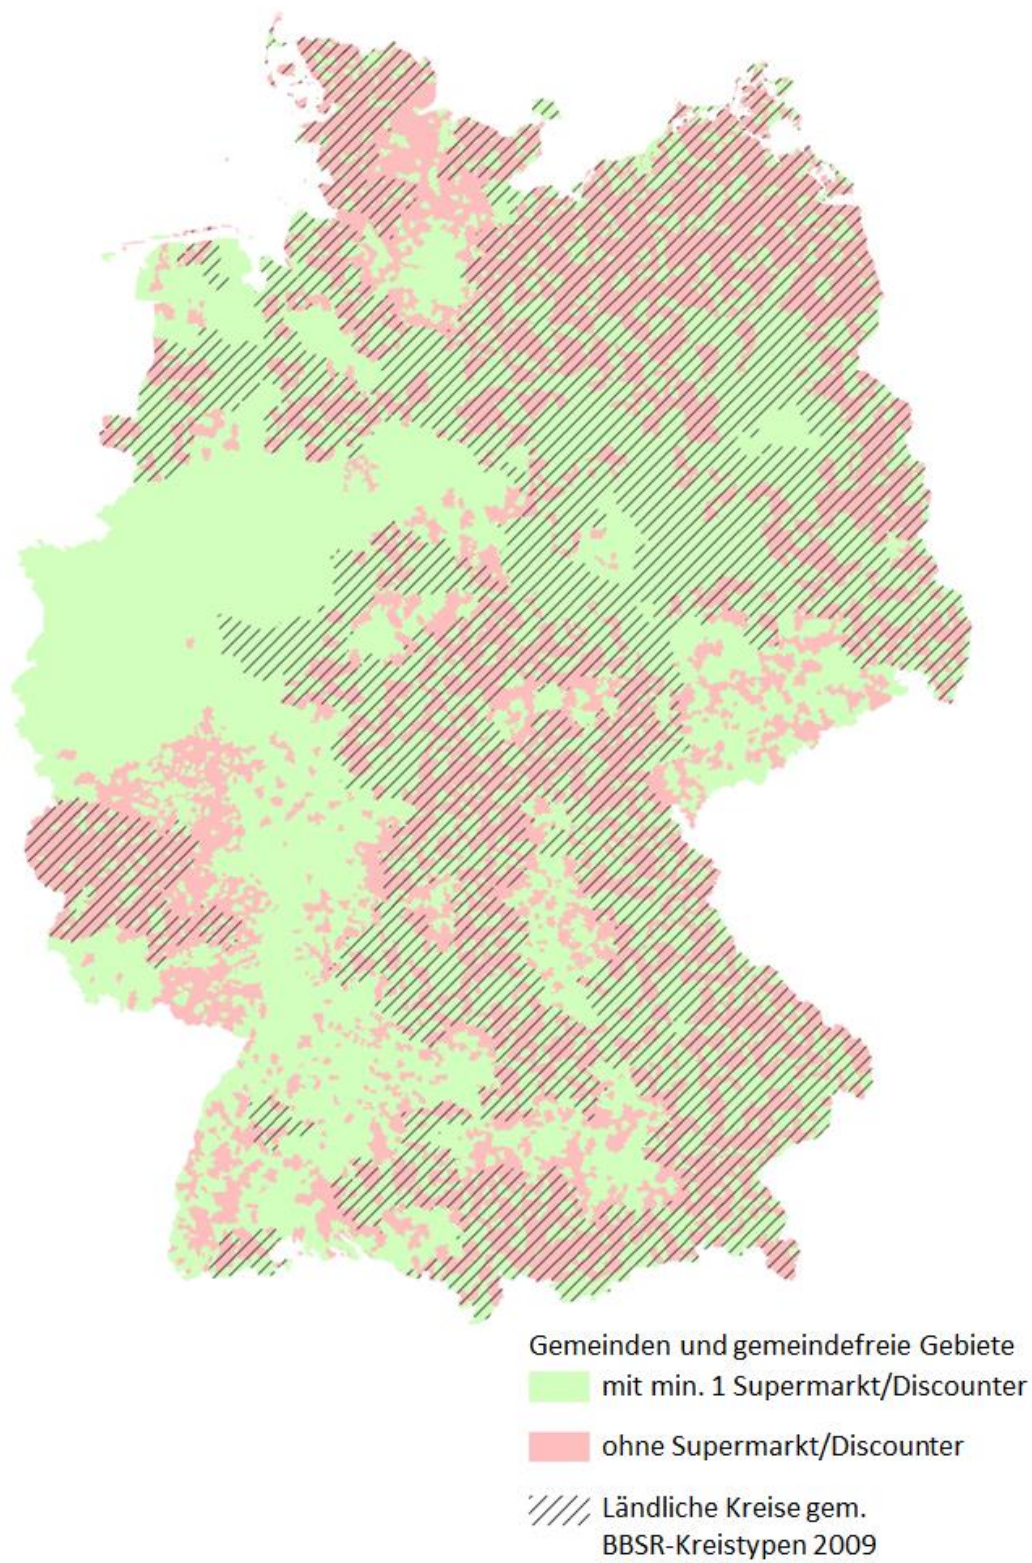 Gemeinden und gemeindefreie Gebiete
mit min. 1 Supermarkt/Discounter
ohne Supermarkt/Discounter
Ländliche Kreise gem.
BBSR-Kreistypen 2009